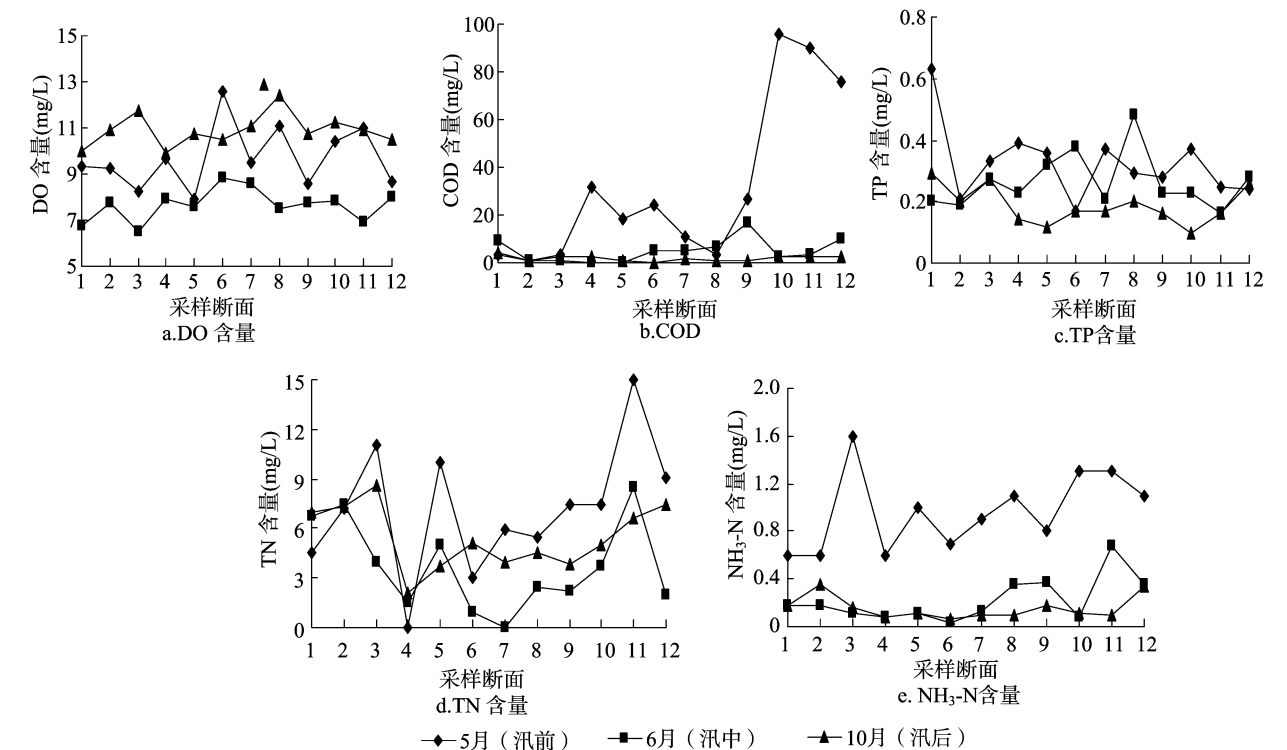 15
13
11
9
7
5
DO 含量(mg/L)
1 2 3 4 5 6 7 8 9 10 11 12
采样断面
a.DO 含量
100
80
60
40
20
0
COD 含量(mg/L)
1 2 3 4 5 6 7 8 9 10 11 12
采样断面
b.COD
0.8
0.6
0.4
0.2
0
TP 含量(mg/L)
1 2 3 4 5 6 7 8 9 10 11 12
采样断面
c.TP含量
15
12
9
6
3
0
TN 含量(mg/L)
1 2 3 4 5 6 7 8 9 10 11 12
采样断面
d.TN 含量
2.0
1.6
1.2
0.8
0.4
0
NH₃-N 含量(mg/L)
1 2 3 4 5 6 7 8 9 10 11 12
采样断面
e. NH₃-N含量
5月（汛前） 6月（汛中） 10月（汛后）